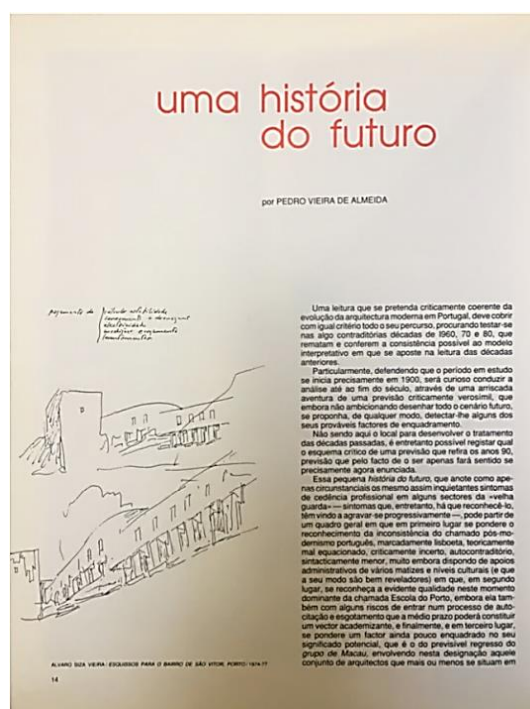 uma história
do futuro
por PEDRO VIEIRA DE ALMEIDA
Uma leitura que se pretenda criticamente coerente da
evolução da arquitectura moderna em Portugal, deve cobrir
com igual critério todo o seu percurso, procurando testar-se
nas algo contraditórias décadas de 1960, 70 e 80, que
rematam e conferem a consistência possível ao modelo
interpretativo em que se aposte na leitura das décadas
anteriores.
Particularmente, defendendo que o período em estudo
se inicia precisamente em 1900, será curioso conduzir a
análise até ao fim do século, através de uma arriscada
aventura de uma previsão criticamente verosímil, que
embora não ambicionando desenhar todo o cenário futuro,
se proponha, de qualquer modo, detectar-lhe alguns dos
seus prováveis factores de enquadramento.
Não sendo aqui o local para desenvolver o tratamento
das décadas passadas, é entretanto possível registar qual
o esquema crítico de uma previsão que refira os anos 90,
previsão que pelo facto de o ser apenas fará sentido se
precisamente agora enunciada.
Essa pequena história do futuro, que anote como ape-
nas circunstanciais os mesmo assim inquietantes sintomas
de cedência profissional em alguns sectores da «velha
guarda» — sintomas que, entretanto, há que reconhecê-lo,
têm vindo a agravar-se progressivamente —, pode partir de
um quadro geral em que em primeiro lugar se pondere o
reconhecimento da inconsistência do chamado pós-mo-
dernismo português, marcadamente lisboeta, teoricamente
mal equacionado, criticamente incerto, autocontraditório,
sintacticamente menor, muito embora dispondo de apoios
administrativos de vários matizes e níveis culturais (e que
a seu modo são bem reveladores) em que, em segundo
lugar, se reconheça a evidente qualidade neste momento
dominante da chamada Escola do Porto, embora ela tam-
bém com alguns riscos de entrar num processo de auto-
citação e esgotamento que a médio prazo poderá constituir
um vector academizante, e finalmente, e em terceiro lugar,
se pondere um factor ainda pouco enquadrado no seu
significado potencial, que é o do previsível regresso do
grupo de Macau, envolvendo nesta designação aquele
conjunto de arquitectos que mais ou menos se situam em
ALVARO SIZA VIEIRA: ESQUISSOS PARA O BAIRRO DE SÃO VITOR, PORTO
14